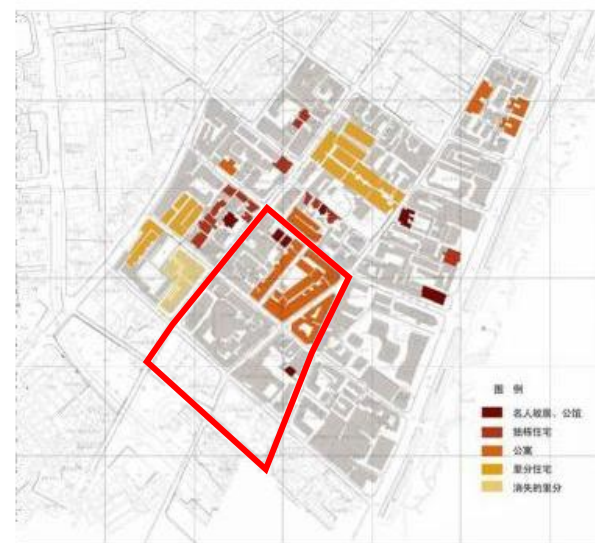 图 例
名人故居、公馆
独栋住宅
公寓
里分住宅
消失的里分